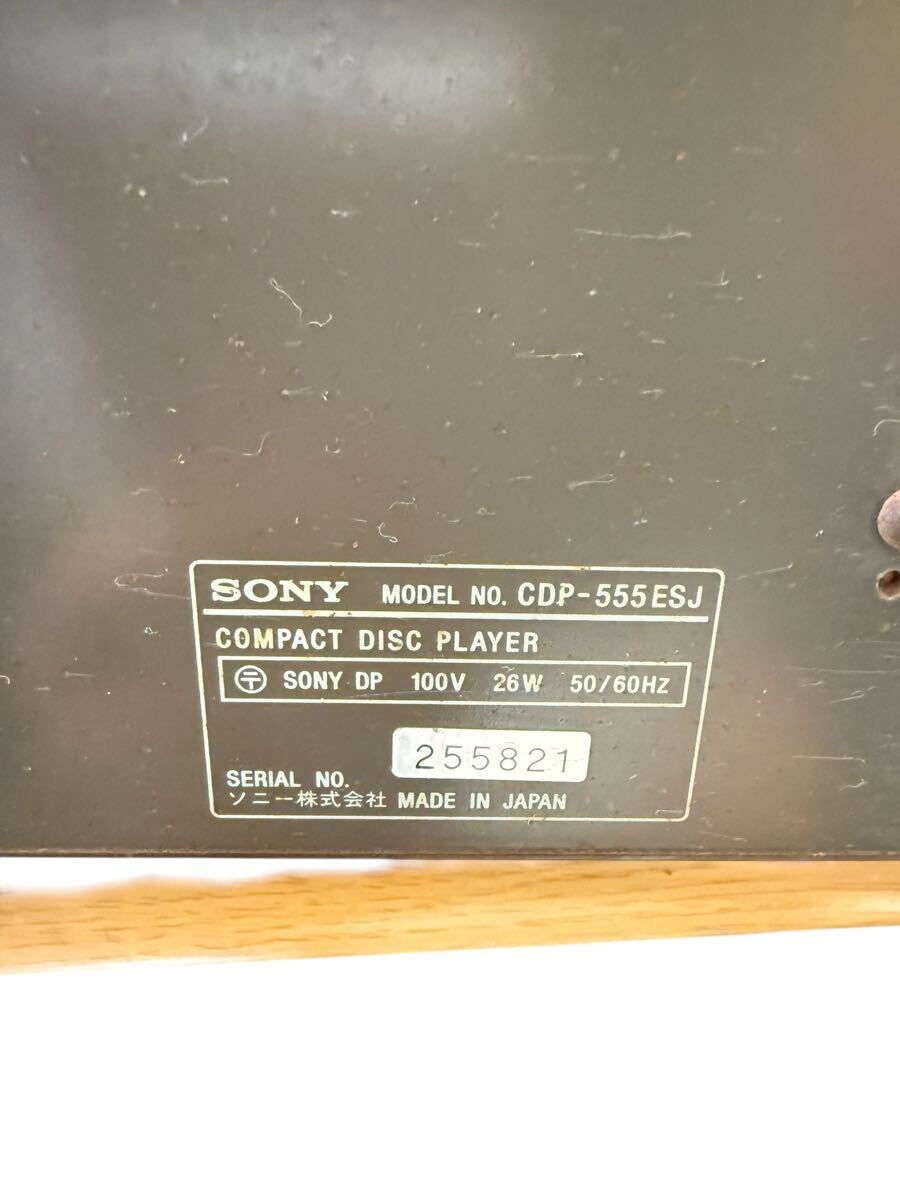 SONY MODEL NO. CDP-555ESJ
COMPACT DISC PLAYER
〒 SONY DP 100V 26W 50/60Hz
255821
SERIAL NO.
ソニー株式会社 MADE IN JAPAN